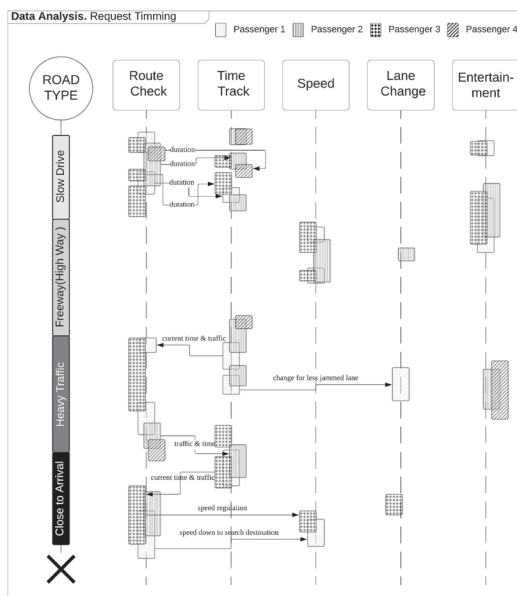 Data Analysis. Request Timming
Passenger 1
Passenger 2
Passenger 3
Passenger 4
ROAD
TYPE
Route
Check
Time
Track
Speed
Lane
Change
Entertain-
ment
Slow Drive
duration
duration
duration
duration
Freeway(High Way )
Heavy Traffic
current time & traffic
change for less jammed lane
traffic & time
Close to Arrival
current time & traffic
speed regulation
speed down to search destination